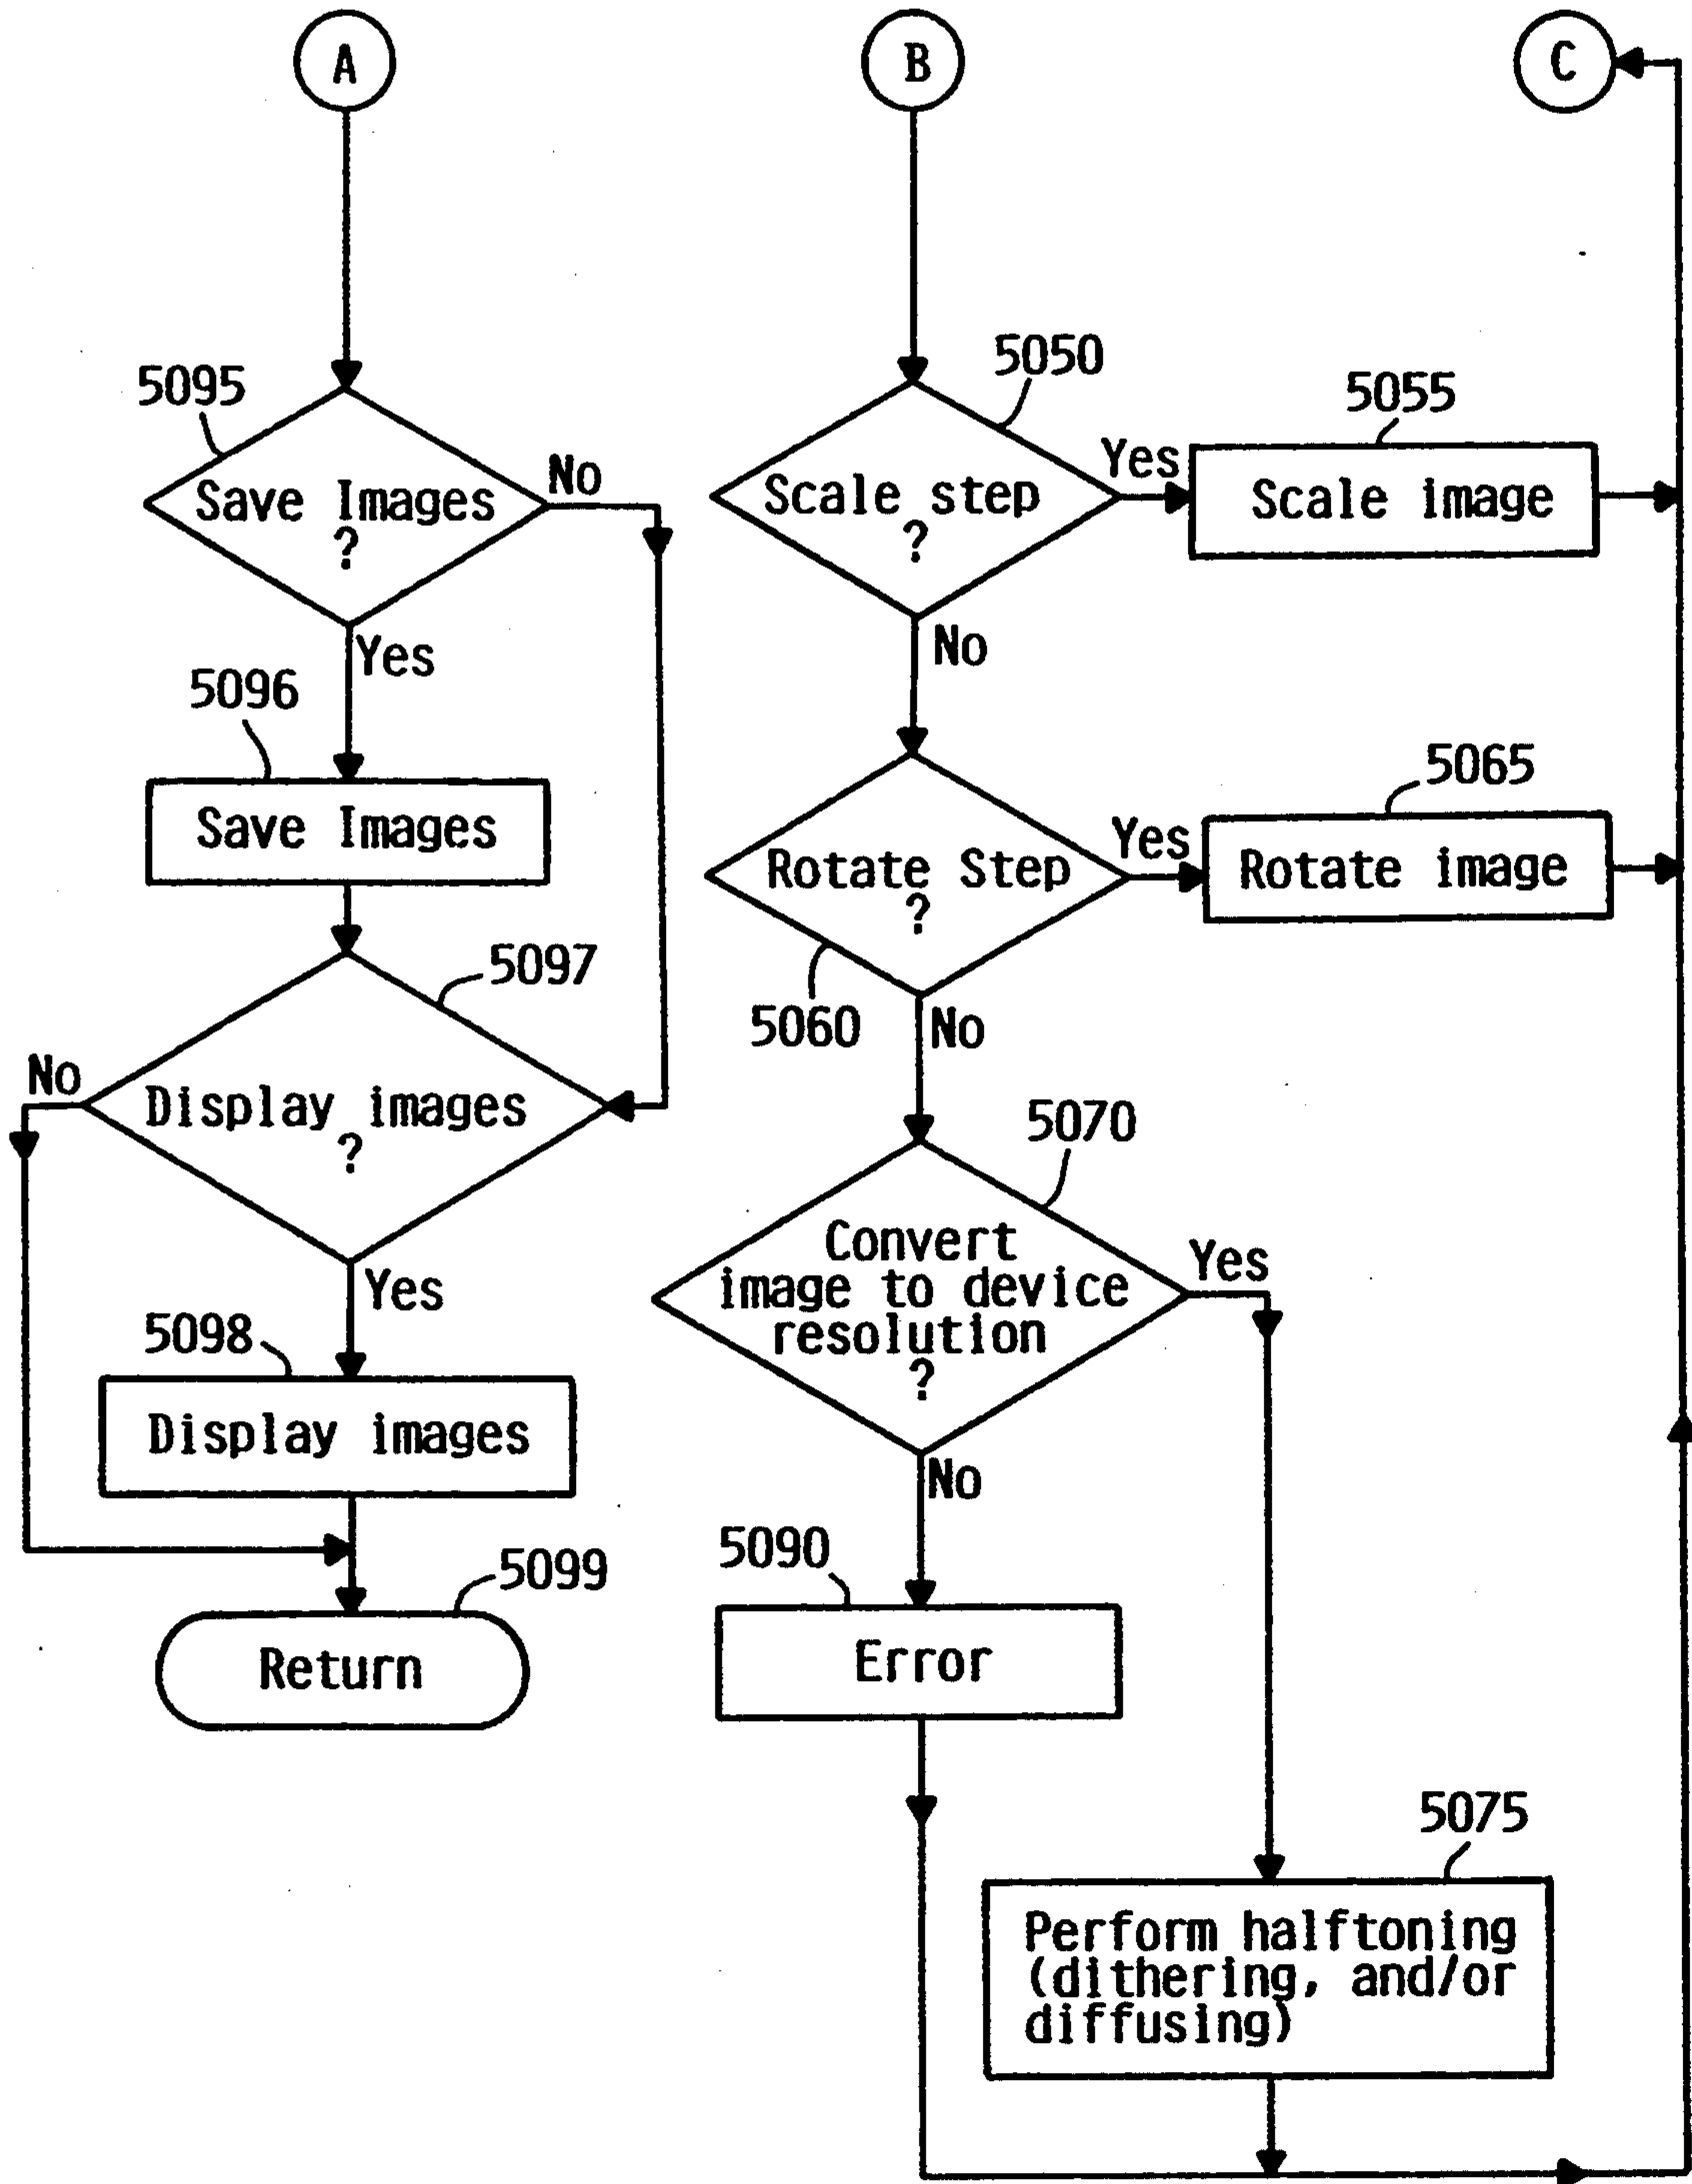 A
B
C
5095
Save Images
?
No
Yes
5096
Save Images
5097
Display images
?
No
Yes
5098
Display images
5099
Return
5050
Scale step
?
Yes
No
5055
Scale image
Rotate Step
?
5060
Yes
No
5065
Rotate image
5070
Convert
image to device
resolution
?
Yes
No
5090
Error
5075
Perform halftoning
(dithering, and/or
diffusing)